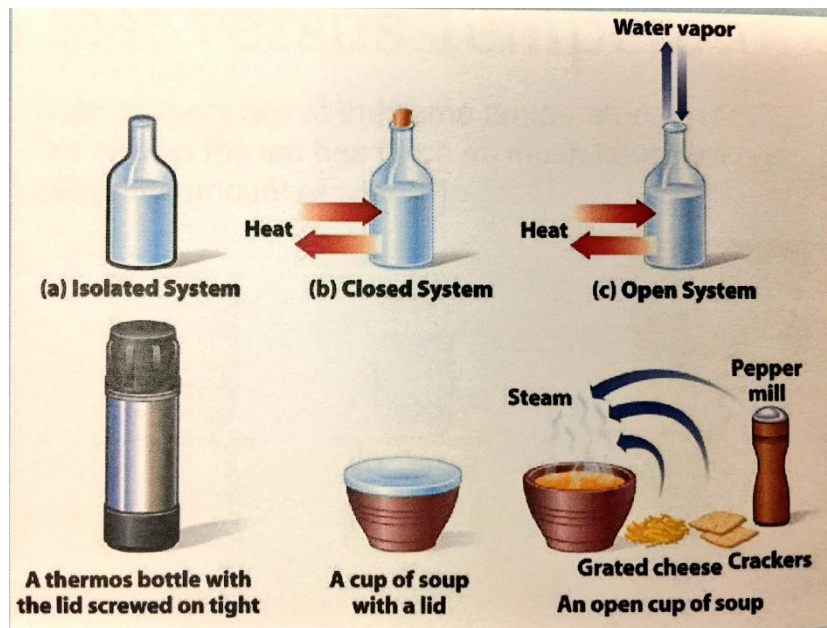 Water vapor
Heat
Heat
(a) Isolated System
(b) Closed System
(c) Open System
Pepper
mill
Steam
Grated cheese
Crackers
A thermos bottle with
the lid screwed on tight
A cup of soup
with a lid
An open cup of soup